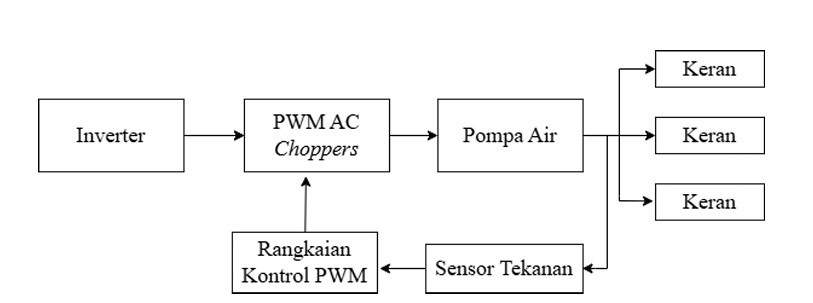 Keran
Inverter
PWM AC
Choppers
Pompa Air
Keran
Keran
Rangkaian
Kontrol PWM
Sensor Tekanan